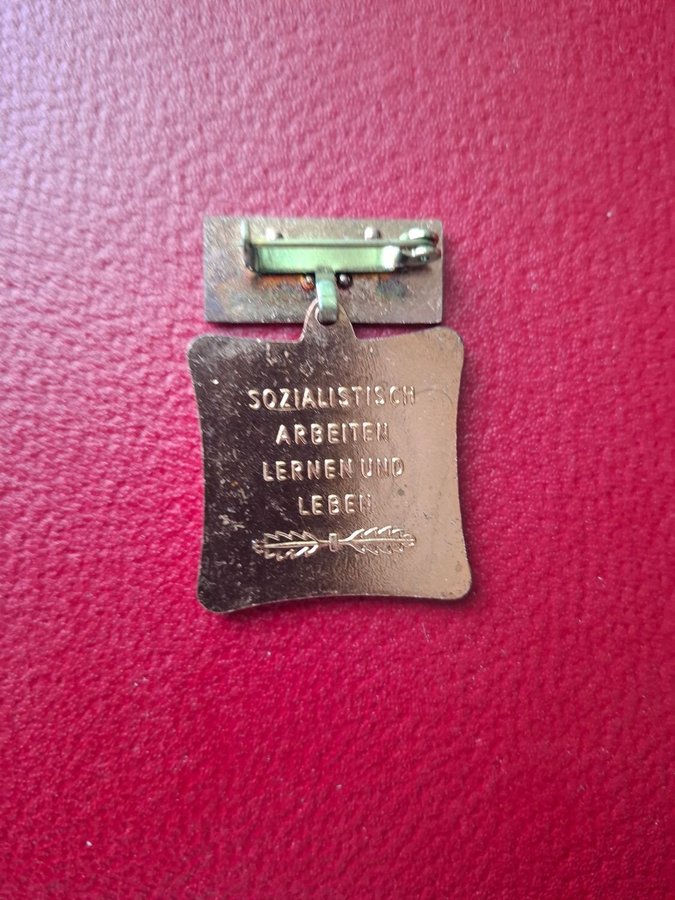 SOZIALISTISCH
ARBEITEN
LERNEN UND
LEBEN